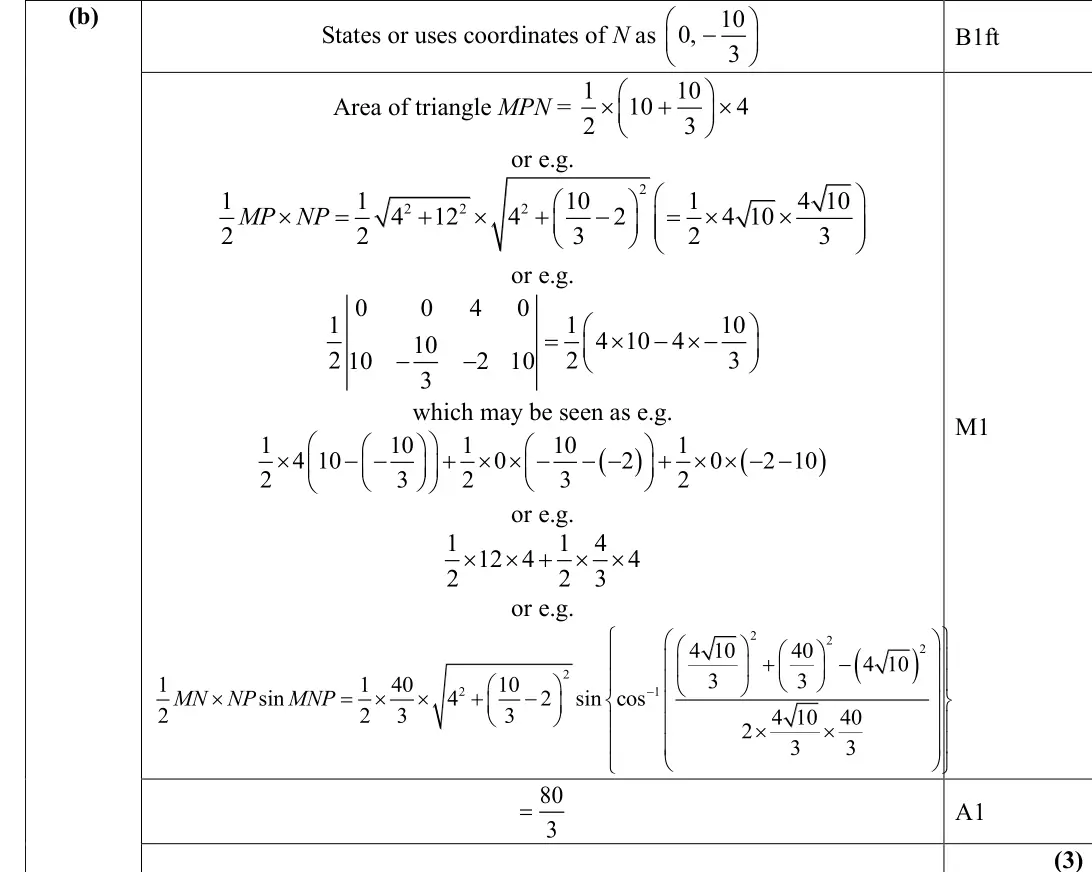 (b)
States or uses coordinates of N as (0, −10/3)
B1ft
Area of triangle MPN = 1/2 × (10 + 10/3) × 4
or e.g.
1/2 MP × NP = 1/2 √(4² + 12²) × √(4² + (10/3 − 2)²) (= 1/2 × 4√10 × 4√10/3)
or e.g.
1/2 |0 0 4 0; 10 −10/3 −2 10| = 1/2 (4×10 − 4×−10/3)
which may be seen as e.g.
M1
1/2 × 4(10 − (−10/3)) + 1/2 × 0 × (−10/3 − (−2)) + 1/2 × 0 × (−2 − 10)
or e.g.
1/2 × 12 × 4 + 1/2 × 4/3 × 4
or e.g.
1/2 MN × NP sin MNP = 1/2 × 40/3 × √(4² + (10/3 − 2)²) sin{cos⁻¹(((4√10/3)² + (40/3)² − (4√10)²)/(2 × 4√10/3 × 40/3))}
= 80/3
A1
(3)